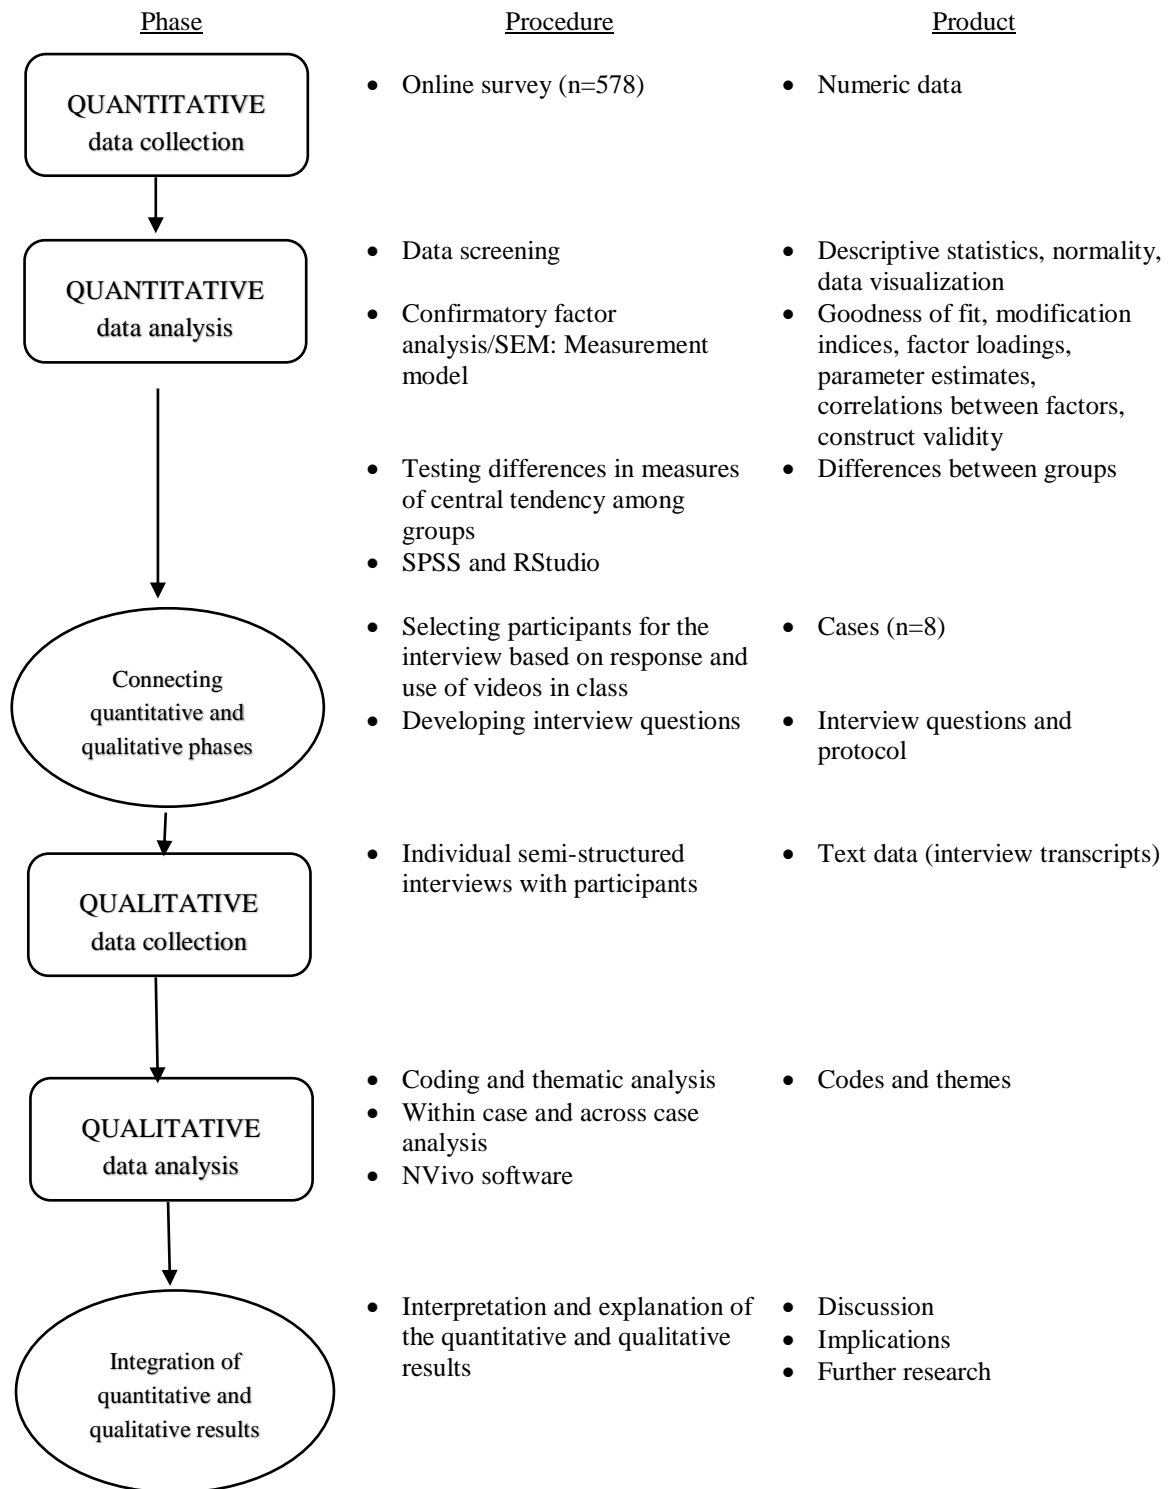 Phase Procedure Product
QUANTITATIVE
data collection
• Online survey (n=578)
• Numeric data
QUANTITATIVE
data analysis
• Data screening
• Confirmatory factor
analysis/SEM: Measurement
model
• Testing differences in measures
of central tendency among
groups
• SPSS and RStudio
• Descriptive statistics, normality,
data visualization
• Goodness of fit, modification
indices, factor loadings,
parameter estimates,
correlations between factors,
construct validity
• Differences between groups
Connecting
quantitative and
qualitative phases
• Selecting participants for the
interview based on response and
use of videos in class
• Developing interview questions
• Cases (n=8)
• Interview questions and
protocol
QUALITATIVE
data collection
• Individual semi-structured
interviews with participants
• Text data (interview transcripts)
QUALITATIVE
data analysis
• Coding and thematic analysis
• Within case and across case
analysis
• NVivo software
• Codes and themes
Integration of
quantitative and
qualitative results
• Interpretation and explanation of
the quantitative and qualitative
results
• Discussion
• Implications
• Further research